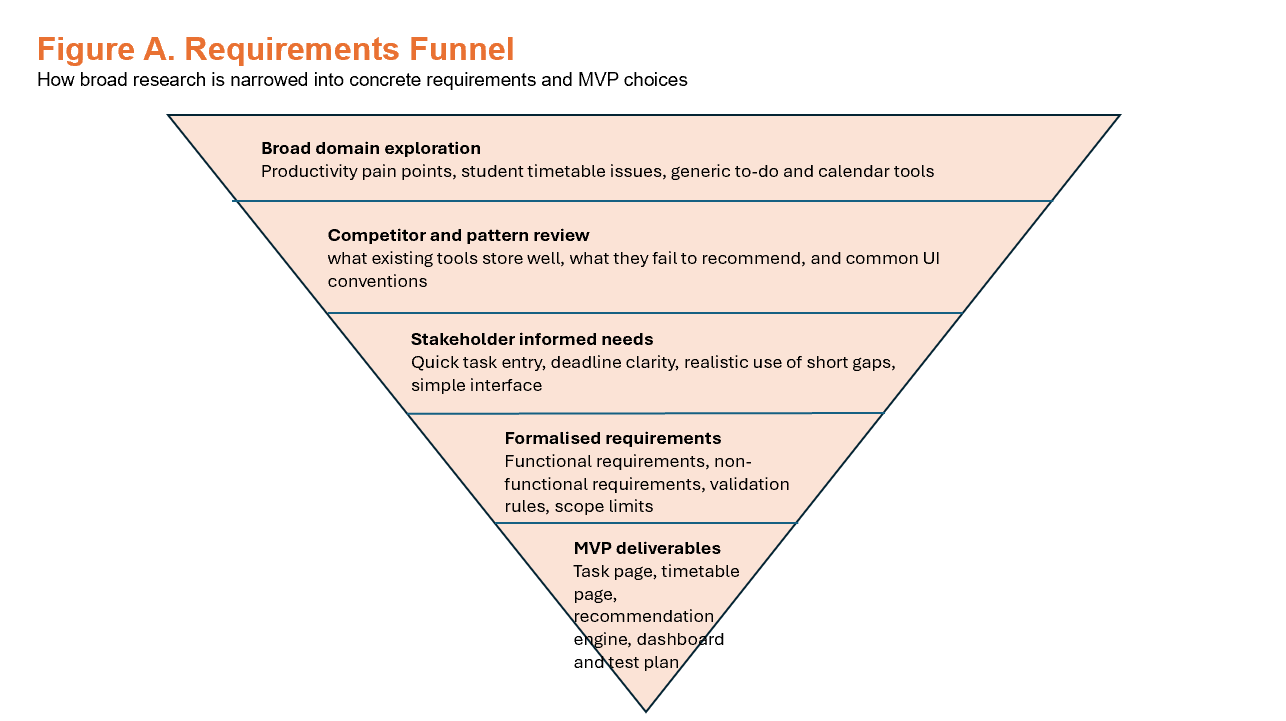 Figure A. Requirements Funnel
How broad research is narrowed into concrete requirements and MVP choices
Broad domain exploration
Productivity pain points, student timetable issues, generic to-do and calendar tools
Competitor and pattern review
what existing tools store well, what they fail to recommend, and common UI
conventions
Stakeholder informed needs
Quick task entry, deadline clarity, realistic use of short gaps,
simple interface
Formalised requirements
Functional requirements, non-
functional requirements, validation
rules, scope limits
MVP deliverables
Task page, timetable
page,
recommendation
engine, dashboard
and test plan